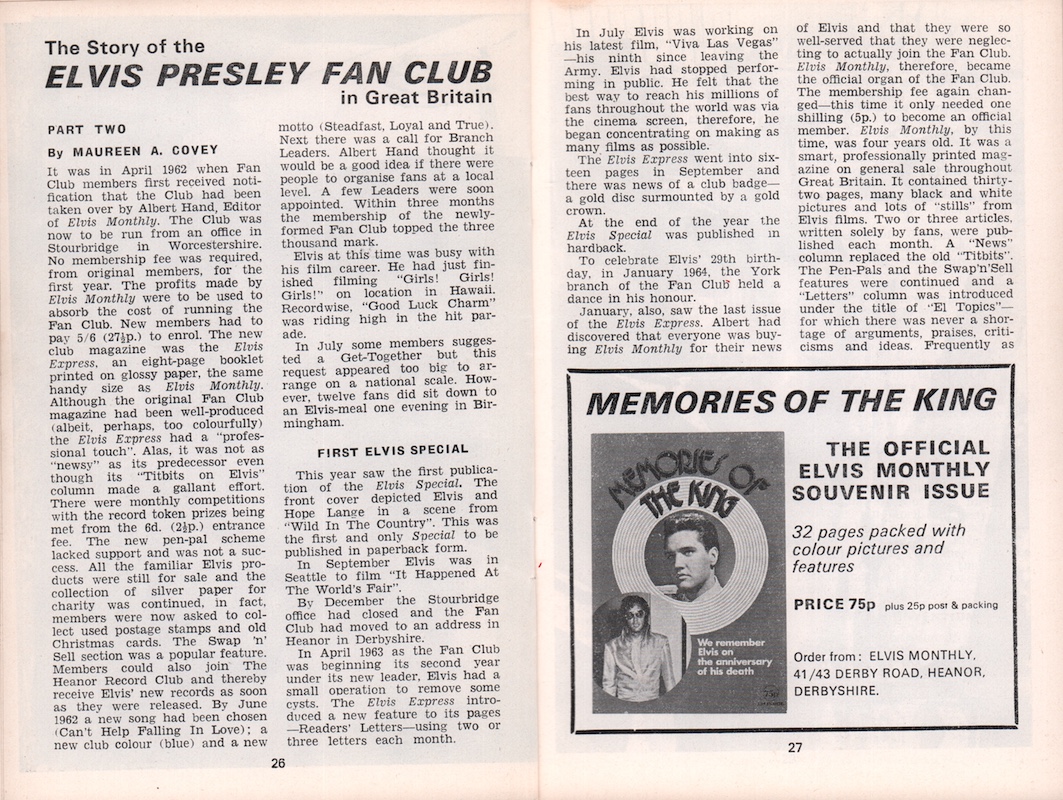 The Story of the
ELVIS PRESLEY FAN CLUB
in Great Britain
PART TWO
By MAUREEN A. COVEY
It was in April 1962 when Fan
Club members first received noti-
fication that the Club had been
taken over by Albert Hand, Editor
of Elvis Monthly. The Club was
now to be run from an office in
Stourbridge in Worcestershire.
No membership fee was required,
from original members, for the
first year. The profits made by
Elvis Monthly were to be used to
absorb the cost of running the
Fan Club. New members had to
pay 5/6 (27½p.) to enrol. The new
club magazine was the Elvis
Express, an eight-page booklet
printed on glossy paper, the same
handy size as Elvis Monthly.
Although the original Fan Club
magazine had been well-produced
(albeit, perhaps, too colourfully)
the Elvis Express had a "profes-
sional touch". Alas, it was not as
"newsy" as its predecessor even
though its "Titbits on Elvis"
column made a gallant effort.
There were monthly competitions
with the record token prizes being
met from the 6d. (2½p.) entrance
fee. The new pen-pal scheme
lacked support and was not a suc-
cess. All the familiar Elvis pro-
ducts were still for sale and the
collection of silver paper for
charity was continued, in fact,
members were now asked to col-
lect used postage stamps and old
Christmas cards. The Swap 'n'
Sell section was a popular feature.
Members could also join The
Heanor Record Club and thereby
receive Elvis' new records as soon
as they were released. By June
1962 a new song had been chosen
(Can't Help Falling In Love); a
new club colour (blue) and a new
motto (Steadfast, Loyal and True).
Next there was a call for Branch
Leaders. Albert Hand thought it
would be a good idea if there were
people to organise fans at a local
level. A few Leaders were soon
appointed. Within three months
the membership of the newly-
formed Fan Club topped the three
thousand mark.
Elvis at this time was busy with
his film career. He had just fin-
ished filming "Girls! Girls!
Girls!" on location in Hawaii.
Recordwise, "Good Luck Charm"
was riding high in the hit par-
ade.
In July some members sugges-
ted a Get-Together but this
request appeared too big to ar-
range on a national scale. How-
ever, twelve fans did sit down to
an Elvis-meal one evening in Bir-
mingham.
FIRST ELVIS SPECIAL
This year saw the first publica-
tion of the Elvis Special. The
front cover depicted Elvis and
Hope Lange in a scene from
"Wild In The Country". This was
the first and only Special to be
published in paperback form.
In September Elvis was in
Seattle to film "It Happened At
The World's Fair".
By December the Stourbridge
office had closed and the Fan
Club had moved to an address in
Heanor in Derbyshire.
In April 1963 as the Fan Club
was beginning its second year
under its new leader, Elvis had a
small operation to remove some
cysts. The Elvis Express intro-
duced a new feature to its pages
—Readers' Letters—using two or
three letters each month.
26
In July Elvis was working on
his latest film, "Viva Las Vegas"
—his ninth since leaving the
Army. Elvis had stopped perfor-
ming in public. He felt that the
best way to reach his millions of
fans throughout the world was via
the cinema screen, therefore, he
began concentrating on making as
many films as possible.
The Elvis Express went into six-
teen pages in September and
there was news of a club badge—
a gold disc surmounted by a gold
crown.
At the end of the year the
Elvis Special was published in
hardback.
To celebrate Elvis' 29th birth-
day, in January 1964, the York
branch of the Fan Club held a
dance in his honour.
January, also, saw the last issue
of the Elvis Express. Albert had
discovered that everyone was buy-
ing Elvis Monthly for their news
of Elvis and that they were so
well-served that they were neglec-
ting to actually join the Fan Club.
Elvis Monthly, therefore, became
the official organ of the Fan Club.
The membership fee again chan-
ged—this time it only needed one
shilling (5p.) to become an official
member. Elvis Monthly, by this
time, was four years old. It was a
smart, professionally printed mag-
azine on general sale throughout
Great Britain. It contained thirty-
two pages, many black and white
pictures and lots of "stills" from
Elvis films. Two or three articles,
written solely by fans, were pub-
lished each month. A "News"
column replaced the old "Titbits".
The Pen-Pals and the Swap'n'Sell
features were continued and a
"Letters" column was introduced
under the title of "El Topics"—
for which there was never a shor-
tage of arguments, praises, criti-
cisms and ideas. Frequently as
MEMORIES OF THE KING
MEMORIES OF
THE KING
We remember
Elvis on
the anniversary
of his death
THE OFFICIAL
ELVIS MONTHLY
SOUVENIR ISSUE
32 pages packed with
colour pictures and
features
PRICE 75p plus 25p post & packing
Order from: ELVIS MONTHLY,
41/43 DERBY ROAD, HEANOR,
DERBYSHIRE.
27